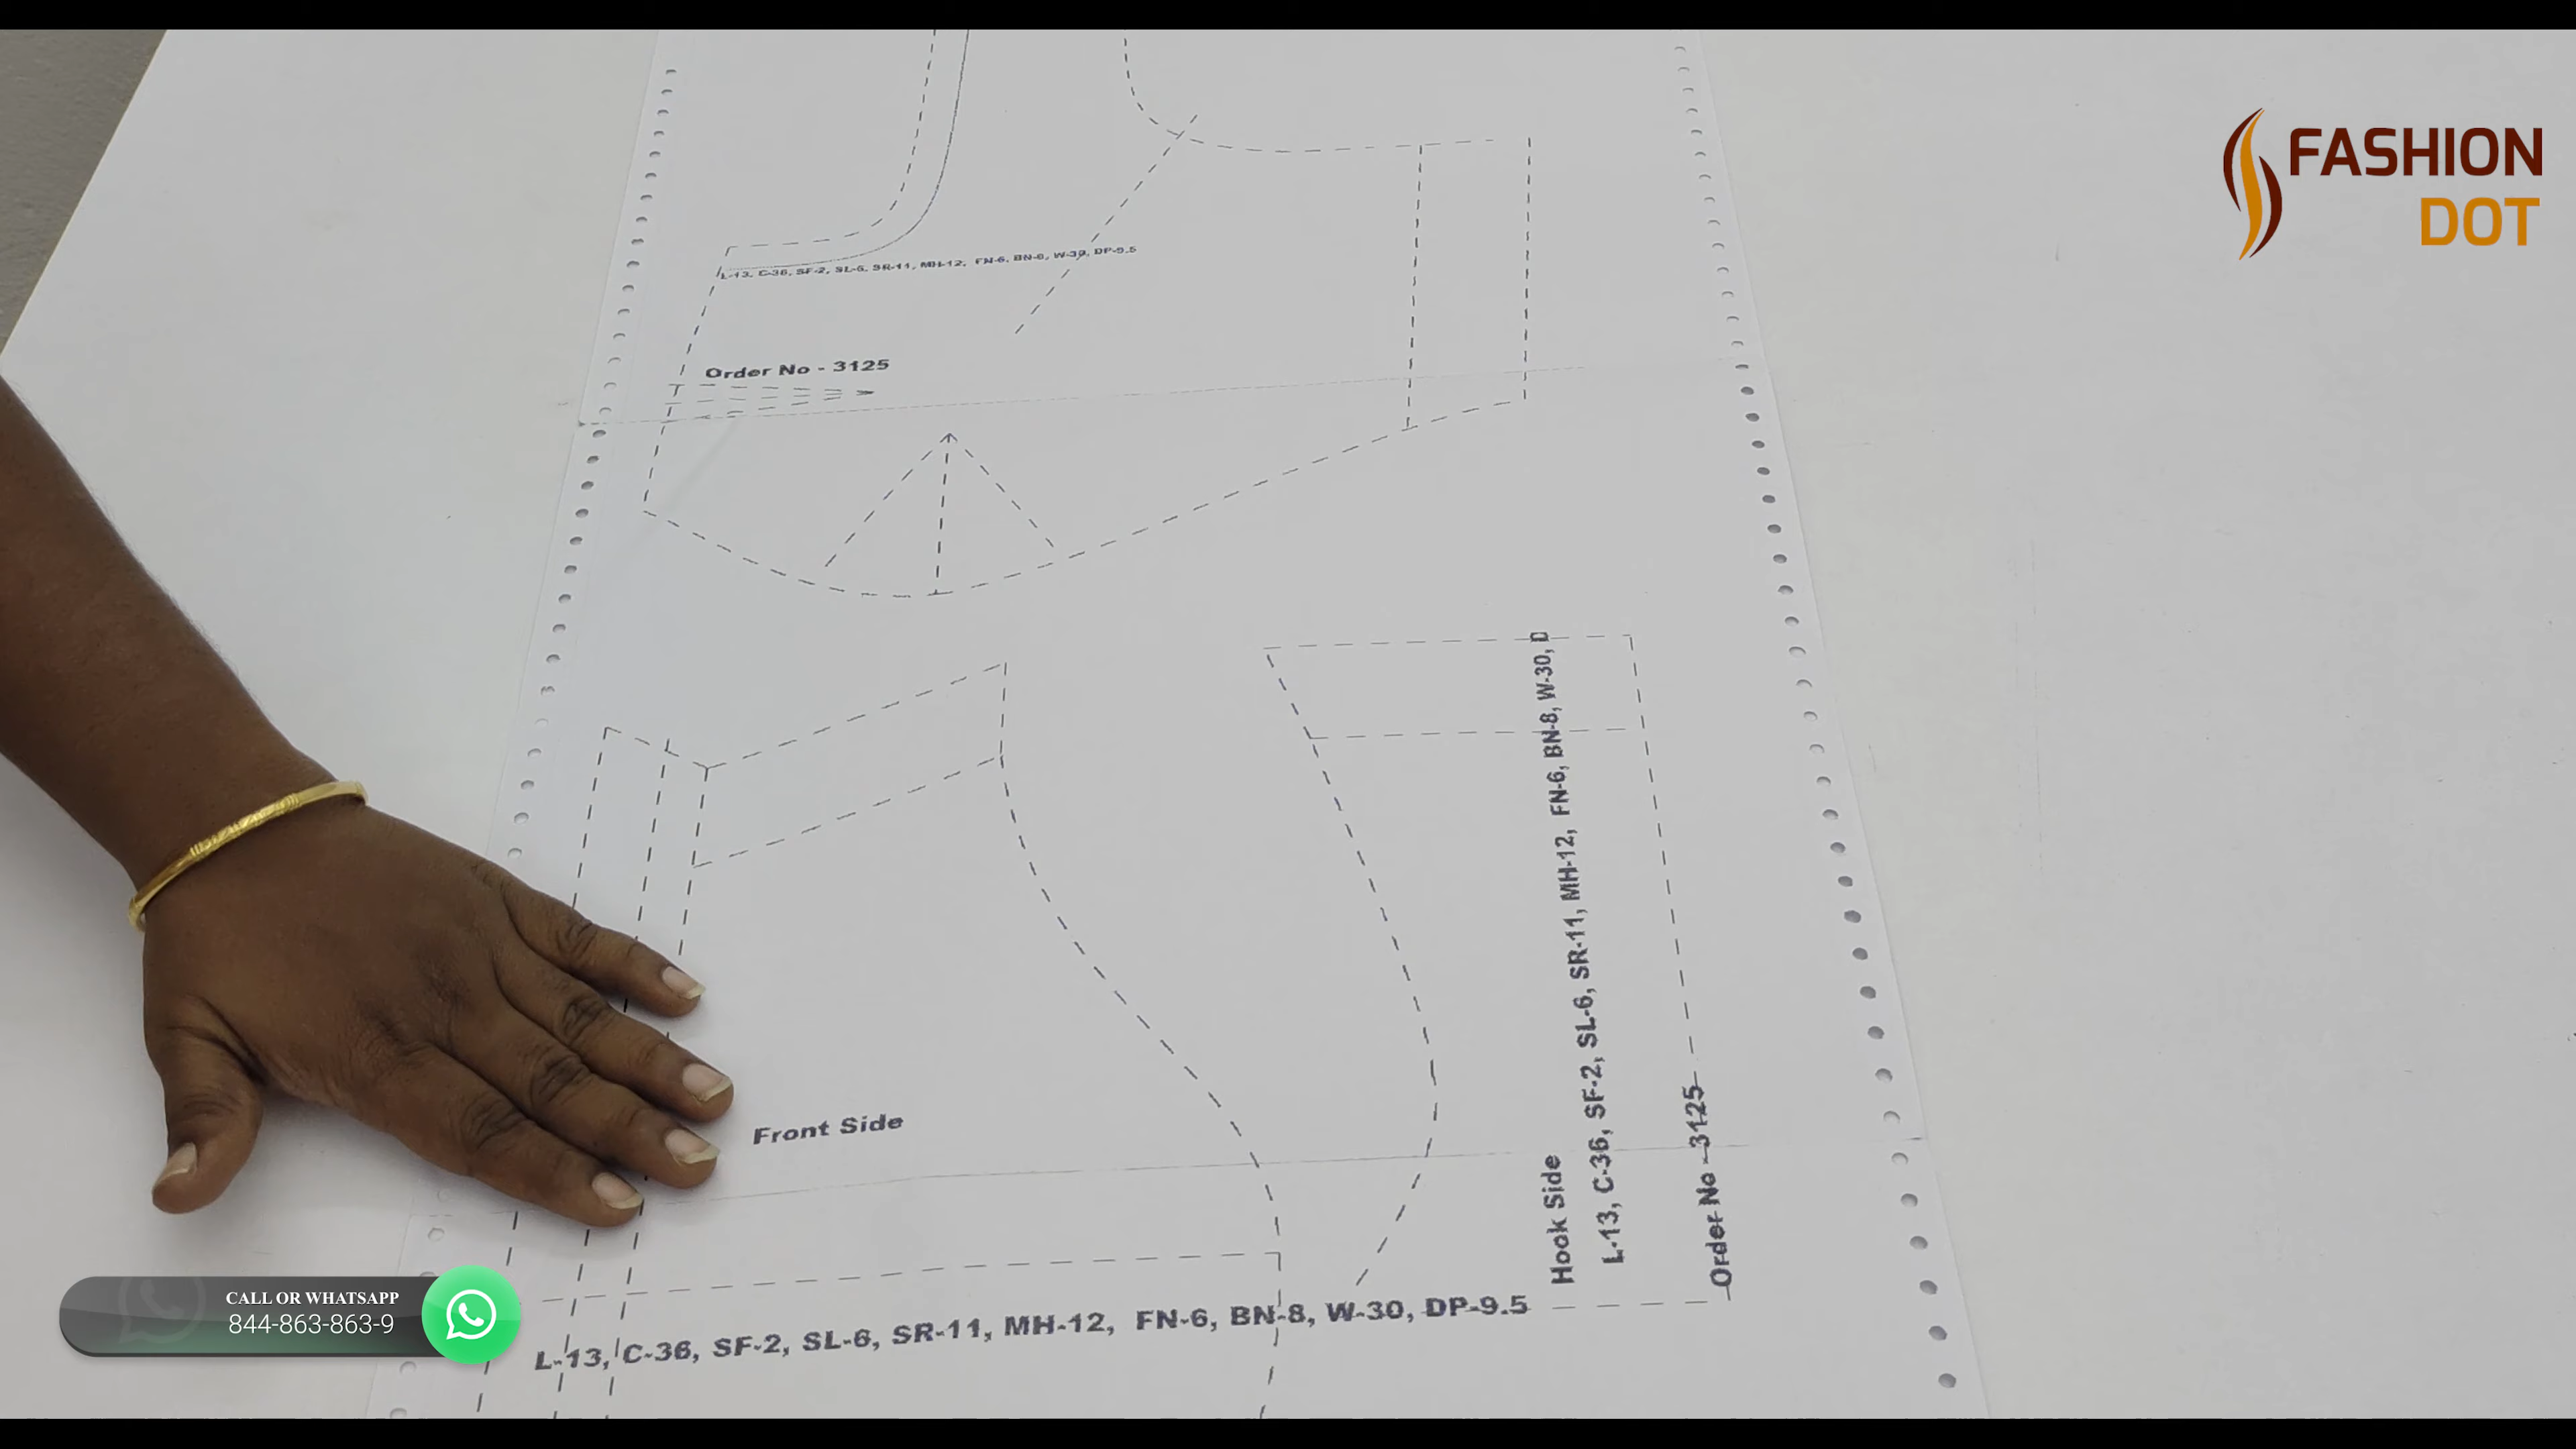 FASHION
DOT
L-13, C-36, SF-2, SL-6, SR-11, MH-12, FN-6, BN-8, W-30, DP-9.5
Order No - 3125
Front Side
Hook Side
L-13, C-36, SF-2, SL-6, SR-11, MH-12, FN-6, BN-8, W-30, D
Order No - 3125
L-13, C-36, SF-2, SL-6, SR-11, MH-12, FN-6, BN-8, W-30, DP-9.5
CALL OR WHATSAPP
844-863-863-9